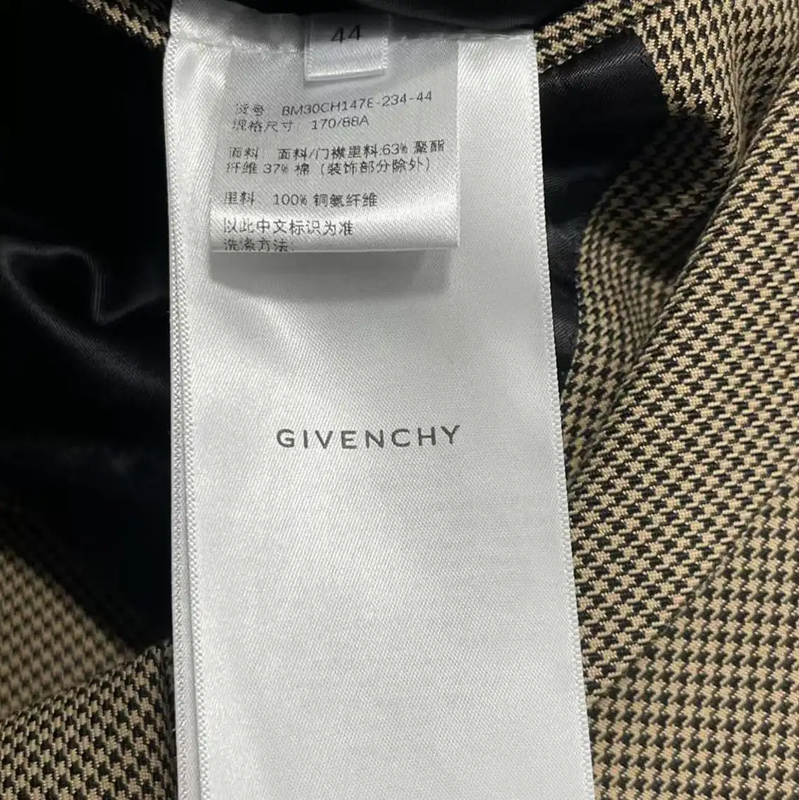 44
货号: BM30CH147E-234-44
规格尺寸: 170/88A
面料 面料/门襟里料:63% 聚酯
纤维 37% 棉 (装饰部分除外)
里料 100% 铜氨纤维
以此中文标识为准
洗涤方法
GIVENCHY